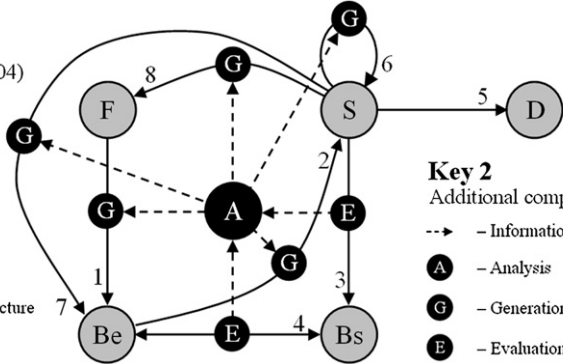 G
04)
8
G
6
F
S
5
D
G
2
Key 2
Additional comp
G
A
E
– Informatio
G
A
– Analysis
1
3
G
– Generation
cture
7
Be
E
4
Bs
E
– Evaluation